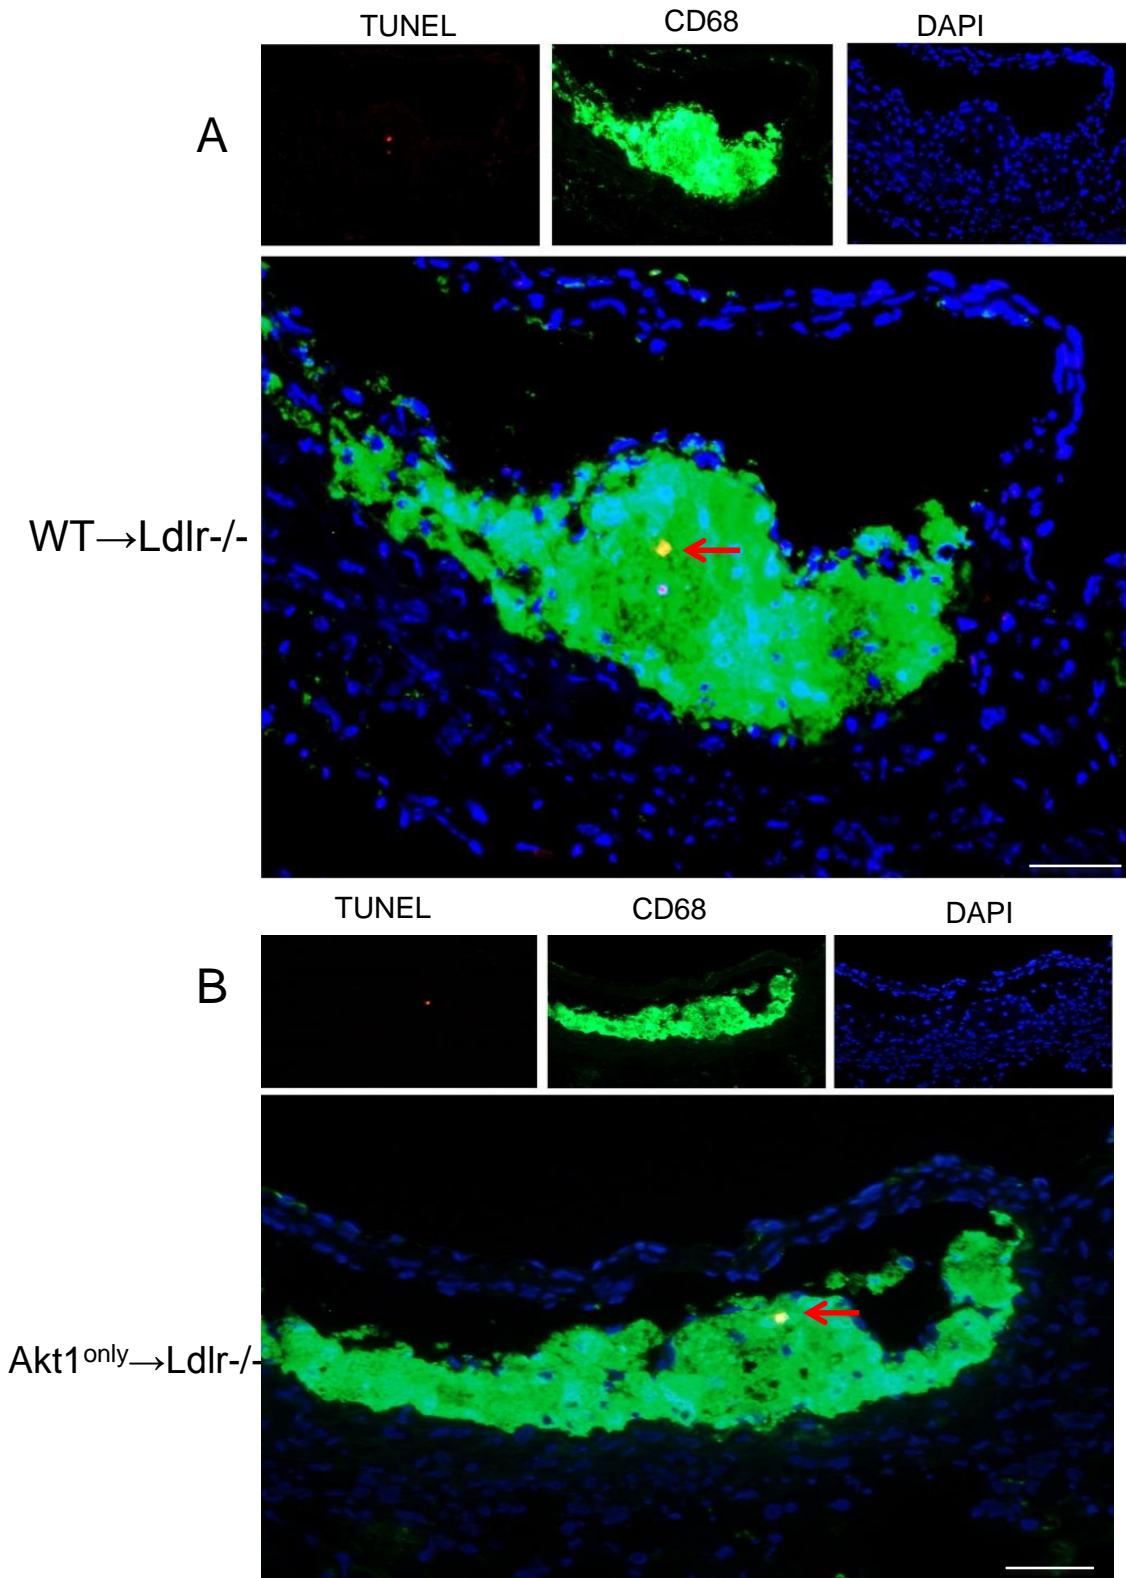 TUNEL CD68 DAPI
A
WT→Ldlr-/-
TUNEL CD68 DAPI
B
Akt1only→Ldlr-/-